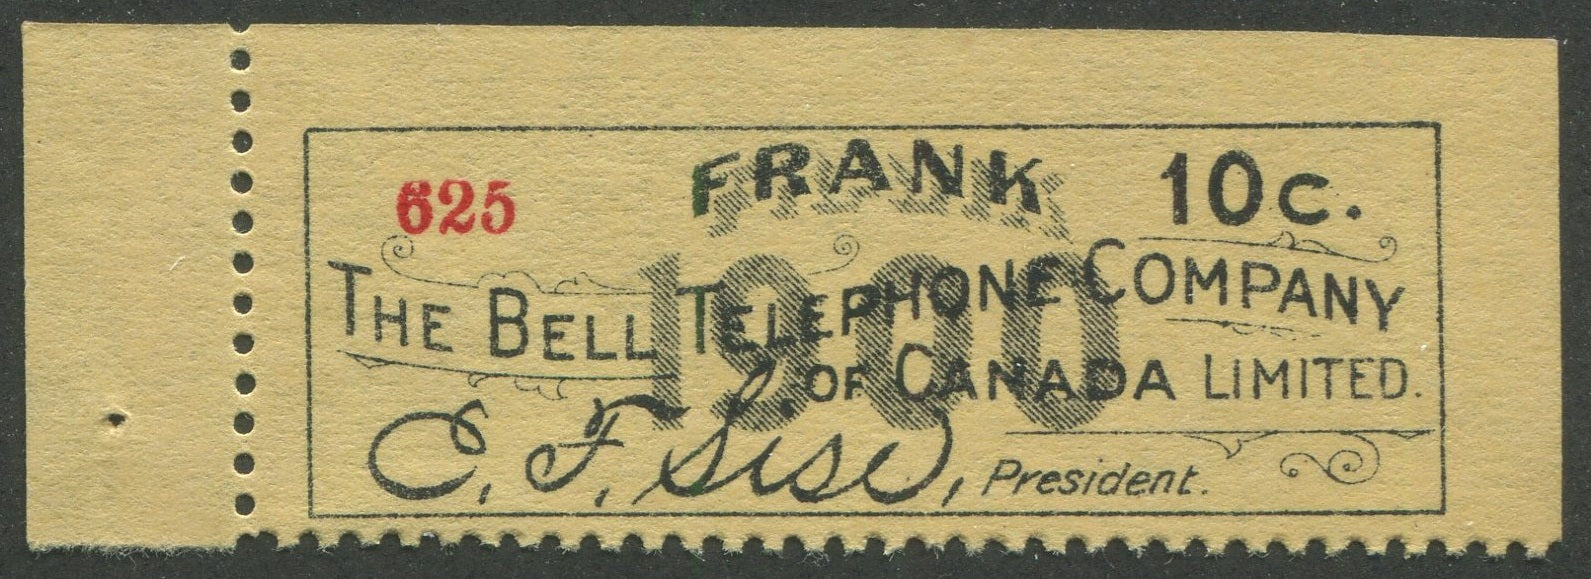 FRANK 10c.
625
1900
THE BELL TELEPHONE COMPANY
OF CANADA LIMITED.
C. F. Sise, President.